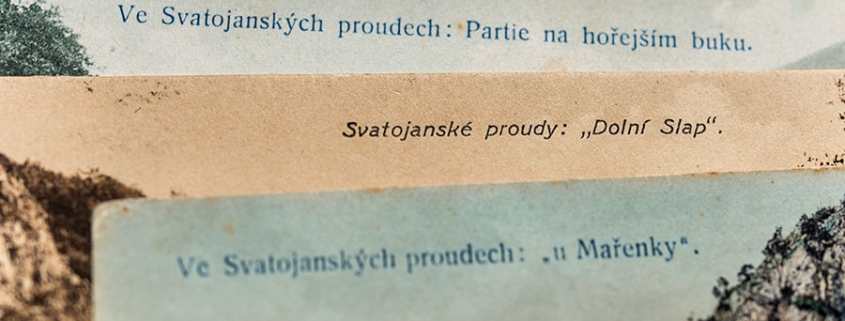 Ve Svatojanských proudech: Partie na hořejším buku.
Svatojanské proudy: „Dolní Slap“.
Ve Svatojanských proudech: „u Mařenky“.